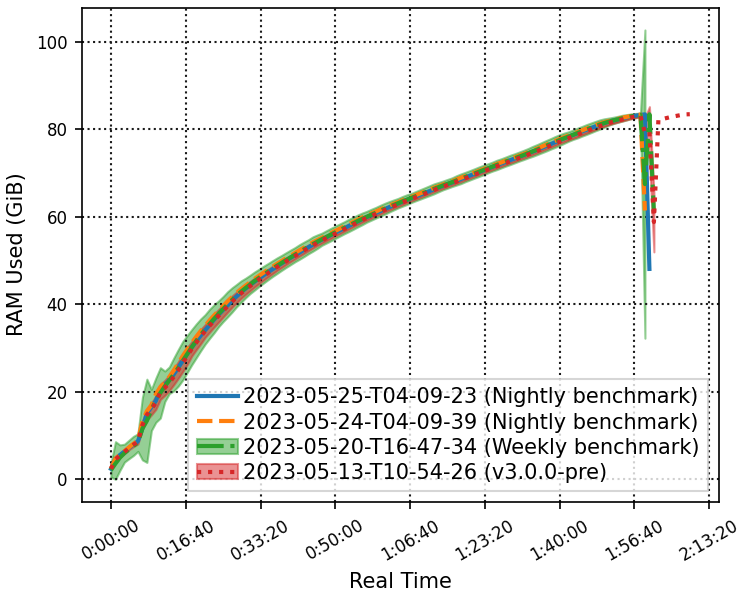 100
80
60
40
20
0
RAM Used (GiB)
2023-05-25-T04-09-23 (Nightly benchmark)
2023-05-24-T04-09-39 (Nightly benchmark)
2023-05-20-T16-47-34 (Weekly benchmark)
2023-05-13-T10-54-26 (v3.0.0-pre)
0:00:00 0:16:40 0:33:20 0:50:00 1:06:40 1:23:20 1:40:00 1:56:40 2:13:20
Real Time